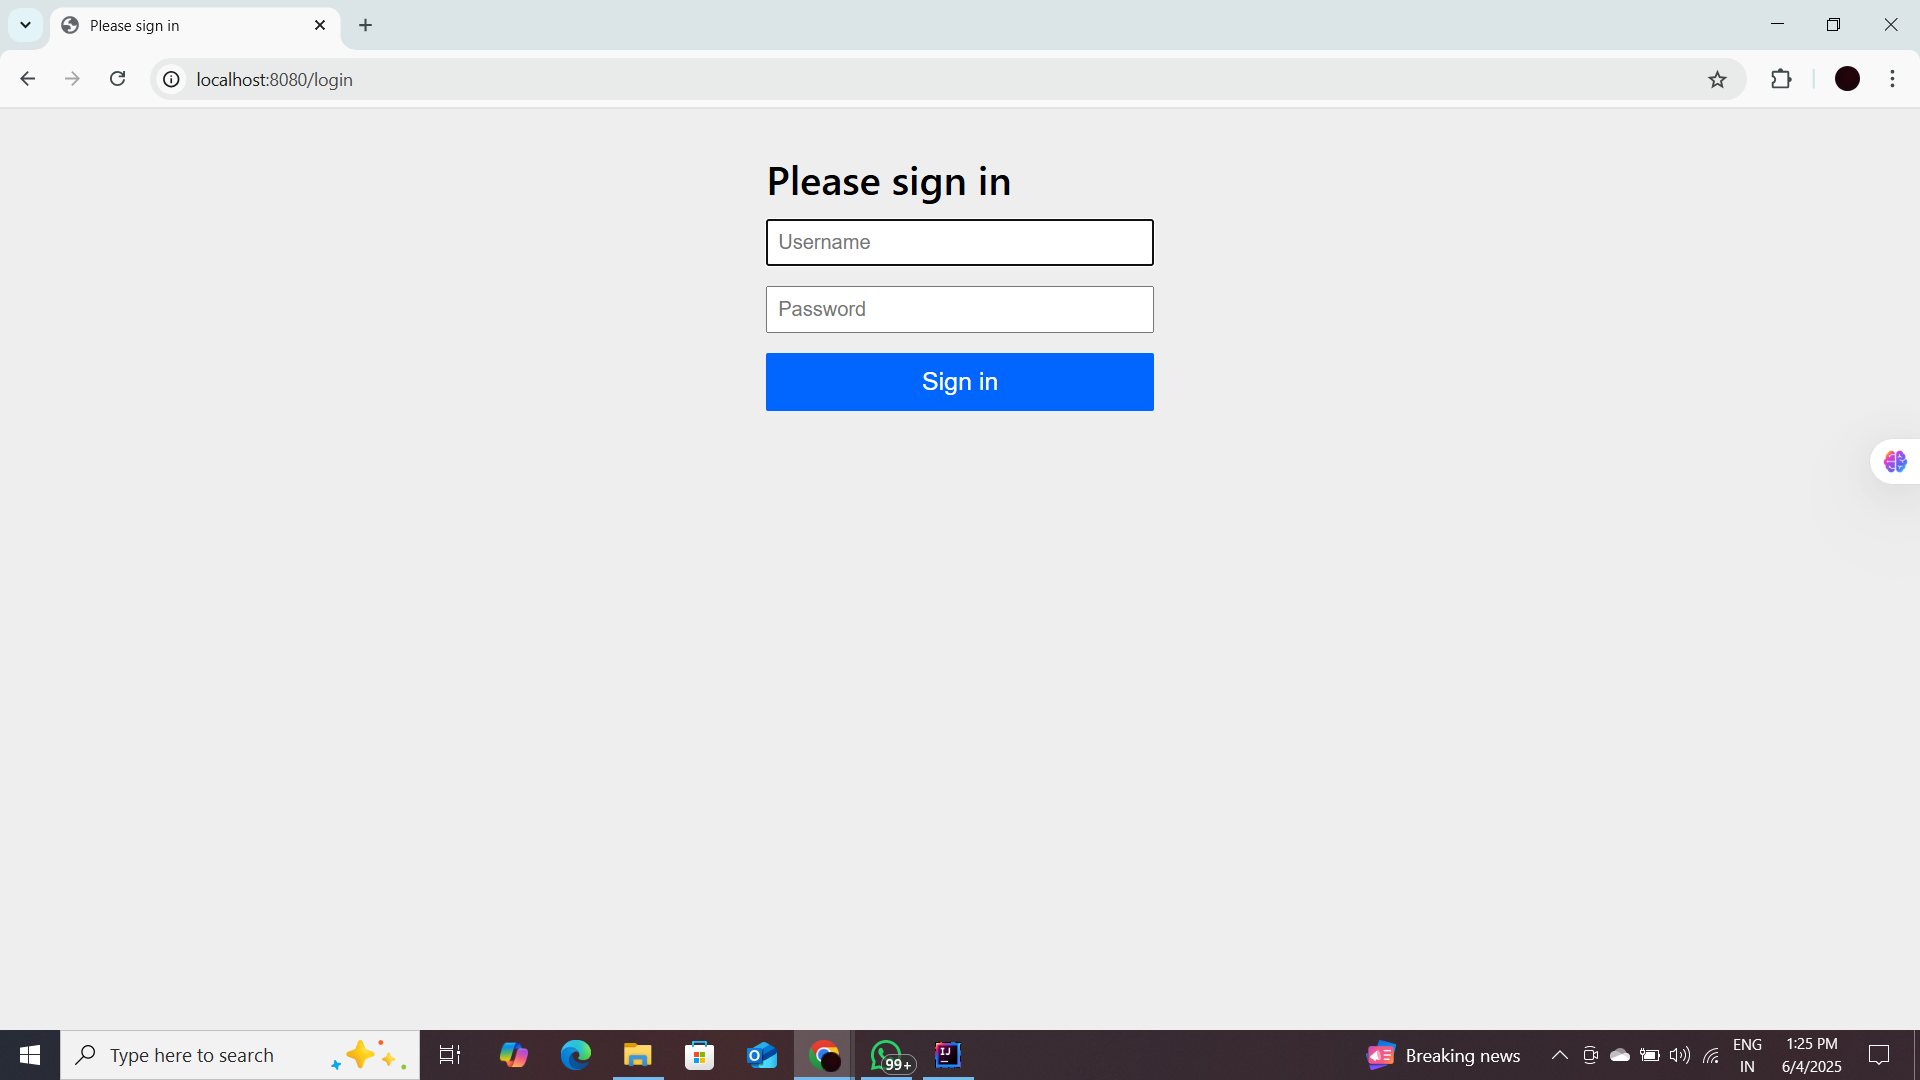 Please sign in
localhost:8080/login
Please sign in
Username
Password
Sign in
Type here to search
99+
Breaking news
ENG
IN
1:25 PM
6/4/2025